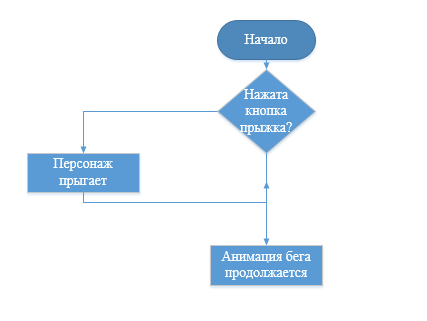 Начало
Нажата
кнопка
прыжка?
Персонаж
прыгает
Анимация бега
продолжается